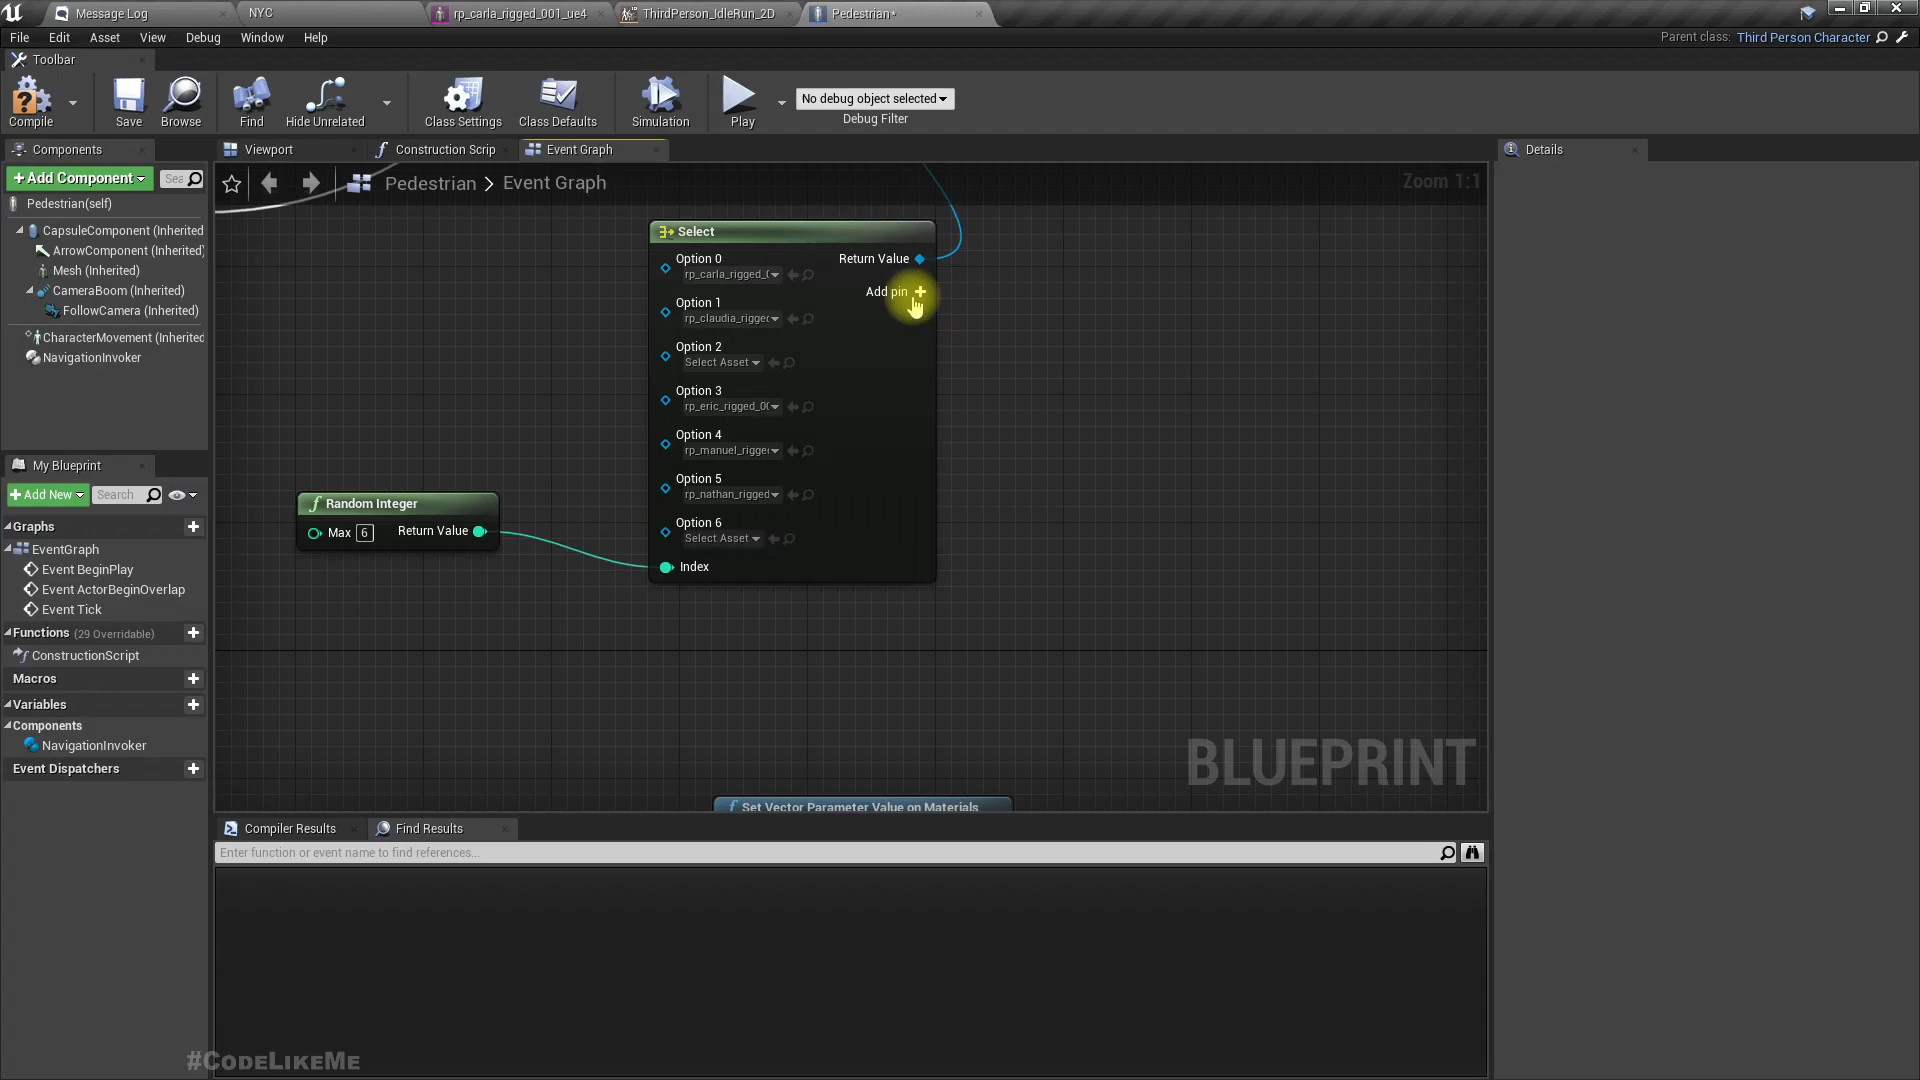 Message Log
NYC
rp_carla_rigged_001_ue4
ThirdPerson_IdleRun_2D
Pedestrian*
File Edit Asset View Debug Window Help
Parent class: Third Person Character
Toolbar
Compile
Save
Browse
Find
Hide Unrelated
Class Settings
Class Defaults
Simulation
Play
No debug object selected
Debug Filter
Components
Viewport
Construction Scrip
Event Graph
Details
+Add Component
Sea
Pedestrian > Event Graph
Zoom 1:1
Pedestrian(self)
CapsuleComponent (Inherited
ArrowComponent (Inherited)
Mesh (Inherited)
CameraBoom (Inherited)
FollowCamera (Inherited)
CharacterMovement (Inherited
NavigationInvoker
Select
Option 0
rp_carla_rigged_0
Return Value
Add pin +
Option 1
rp_claudia_rigged
Option 2
Select Asset
Option 3
rp_eric_rigged_00
Option 4
rp_manuel_rigged
Option 5
rp_nathan_rigged
Option 6
Select Asset
Index
Random Integer
Max 6
Return Value
My Blueprint
+Add New
Search
Graphs
EventGraph
Event BeginPlay
Event ActorBeginOverlap
Event Tick
Functions (29 Overridable)
ConstructionScript
Macros
Variables
Components
NavigationInvoker
Event Dispatchers
BLUEPRINT
Set Vector Parameter Value on Materials
Compiler Results
Find Results
Enter function or event name to find references...
#CodeLikeMe